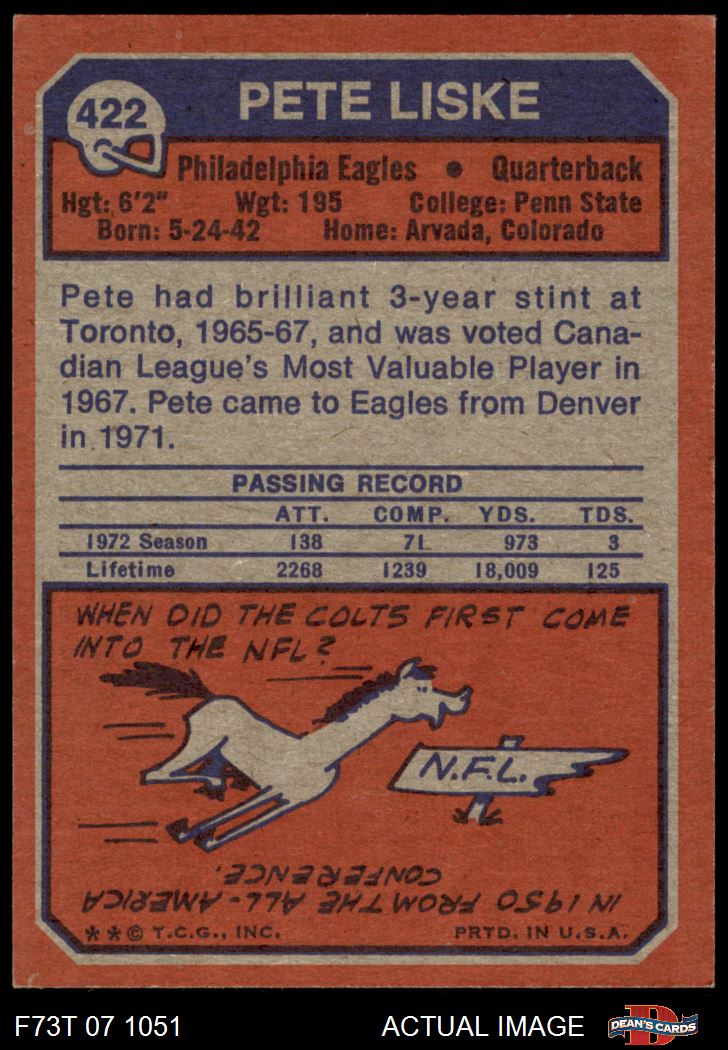 422
PETE LISKE
Philadelphia Eagles • Quarterback
Hgt: 6'2" Wgt: 195 College: Penn State
Born: 5-24-42 Home: Arvada, Colorado
Pete had brilliant 3-year stint at
Toronto, 1965-67, and was voted Cana-
dian League's Most Valuable Player in
1967. Pete came to Eagles from Denver
in 1971.
PASSING RECORD
ATT. COMP. YDS. TDS.
1972 Season 138 71 973 3
Lifetime 2268 1239 18,009 125
WHEN DID THE COLTS FIRST COME
INTO THE NFL?
N.F.L.
IN 1950 FROM THE ALL-AMERICA
CONFERENCE.
**© T.C.G., INC. PRTD. IN U.S.A.
F73T 07 1051 ACTUAL IMAGE D DEAN'S CARDS